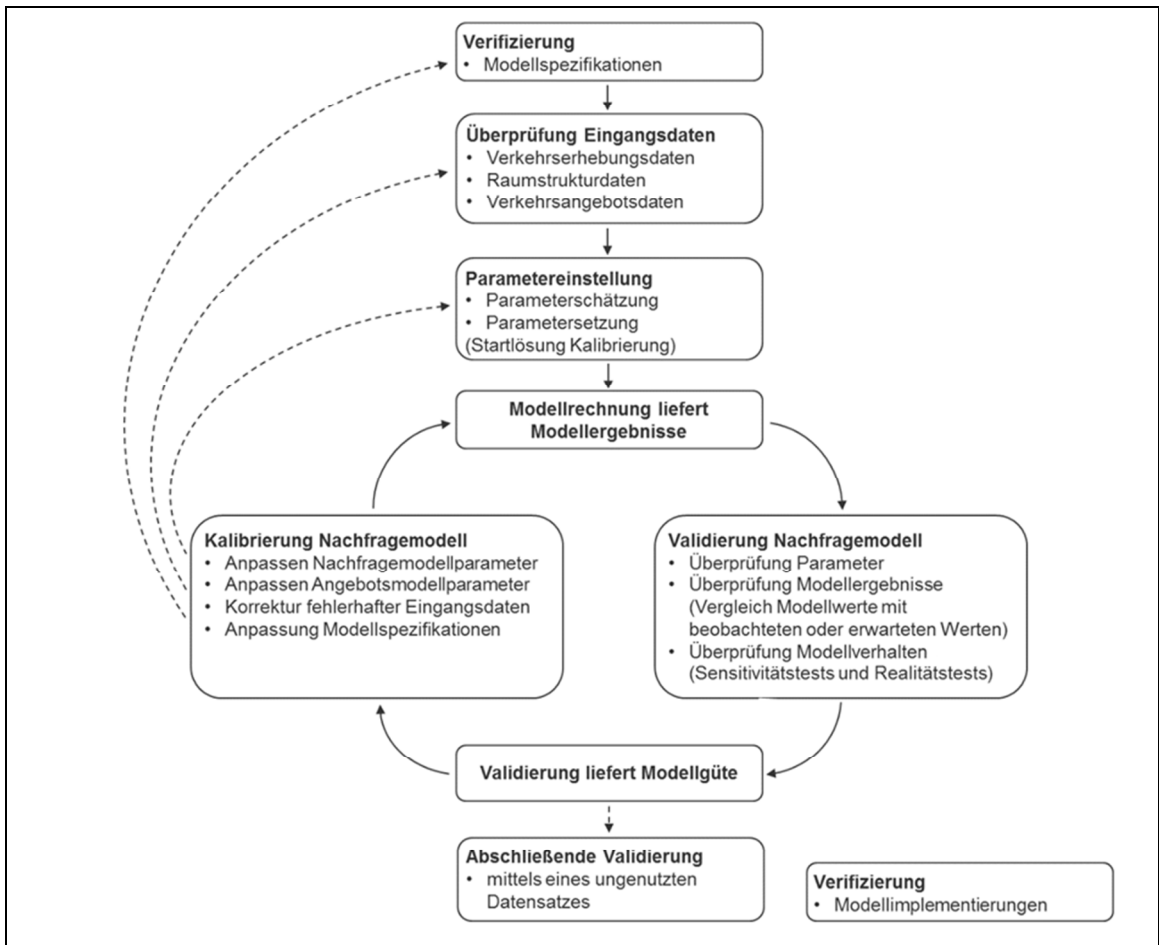 Verifizierung
• Modellspezifikationen
Überprüfung Eingangsdaten
• Verkehrserhebungsdaten
• Raumstrukturdaten
• Verkehrsangebotsdaten
Parametereinstellung
• Parameterschätzung
• Parametersetzung
(Startlösung Kalibrierung)
Modellrechnung liefert
Modellergebnisse
Kalibrierung Nachfragemodell
• Anpassen Nachfragemodellparameter
• Anpassen Angebotsmodellparameter
• Korrektur fehlerhafter Eingangsdaten
• Anpassung Modellspezifikationen
Validierung Nachfragemodell
• Überprüfung Parameter
• Überprüfung Modellergebnisse
(Vergleich Modellwerte mit
beobachteten oder erwarteten Werten)
• Überprüfung Modellverhalten
(Sensitivitätstests und Realitätstests)
Validierung liefert Modellgüte
Abschließende Validierung
• mittels eines ungenutzten
Datensatzes
Verifizierung
• Modellimplementierungen